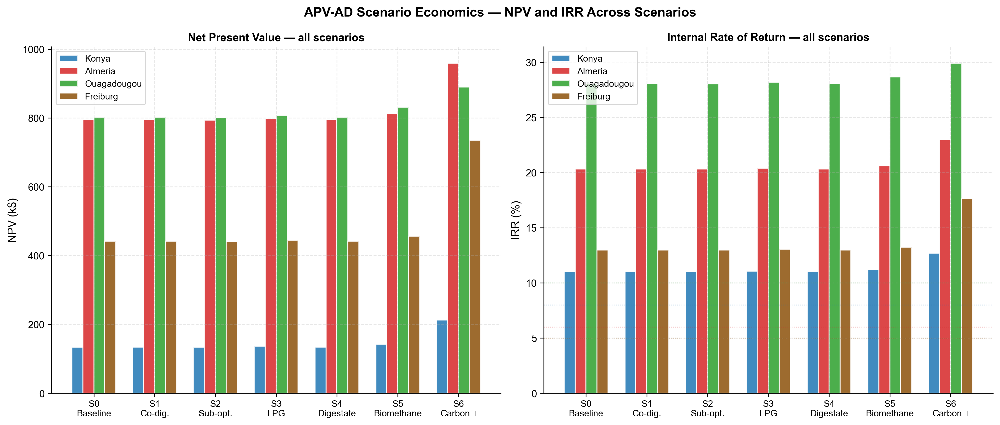 APV-AD Scenario Economics — NPV and IRR Across Scenarios
Net Present Value — all scenarios
1000
800
600
400
200
0
NPV (k$)
Konya
Almeria
Ouagadougou
Freiburg
S0
Baseline
S1
Co-dig.
S2
Sub-opt.
S3
LPG
S4
Digestate
S5
Biomethane
S6
Carbon□
Internal Rate of Return — all scenarios
30
25
20
15
10
5
0
IRR (%)
Konya
Almeria
Ouagadougou
Freiburg
S0
Baseline
S1
Co-dig.
S2
Sub-opt.
S3
LPG
S4
Digestate
S5
Biomethane
S6
Carbon□